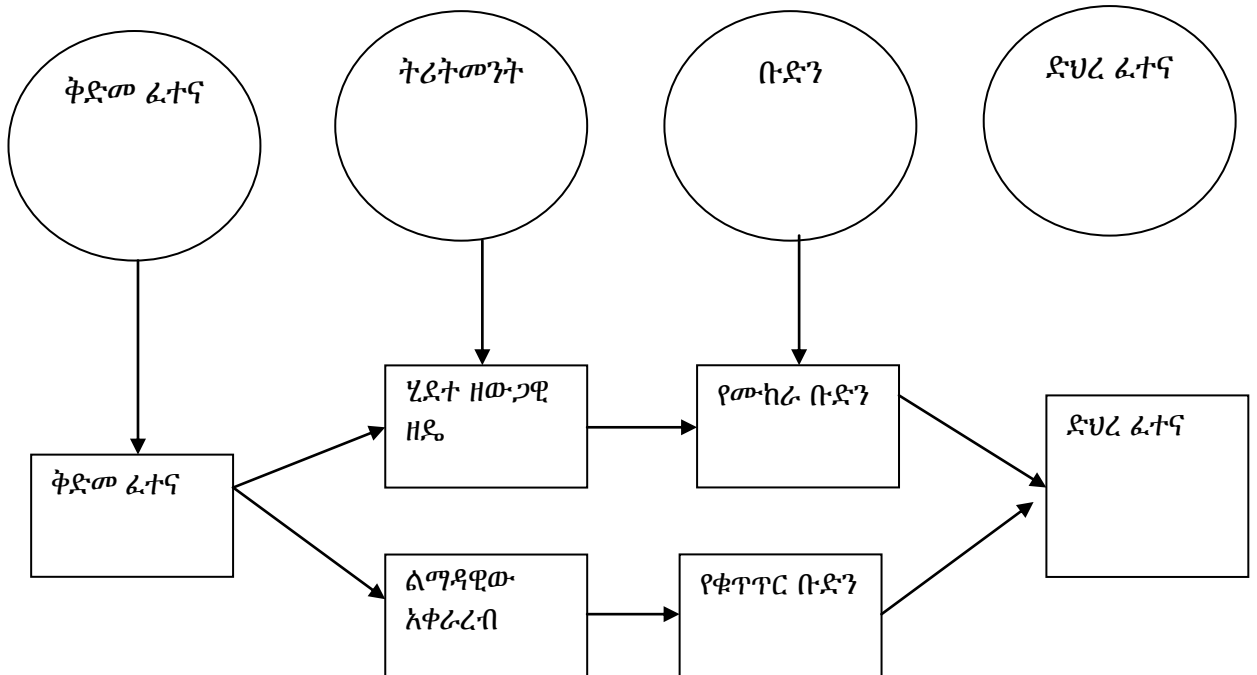 ቅድመ ፈተና
ትሪትመንት
ቡድን
ድህረ ፈተና
ሂደተ ዘውጋዊ
ዘዴ
የሙከራ ቡድን
ድህረ ፈተና
ቅድመ ፈተና
ልማዳዊው
አቀራረብ
የቁጥጥር ቡድን